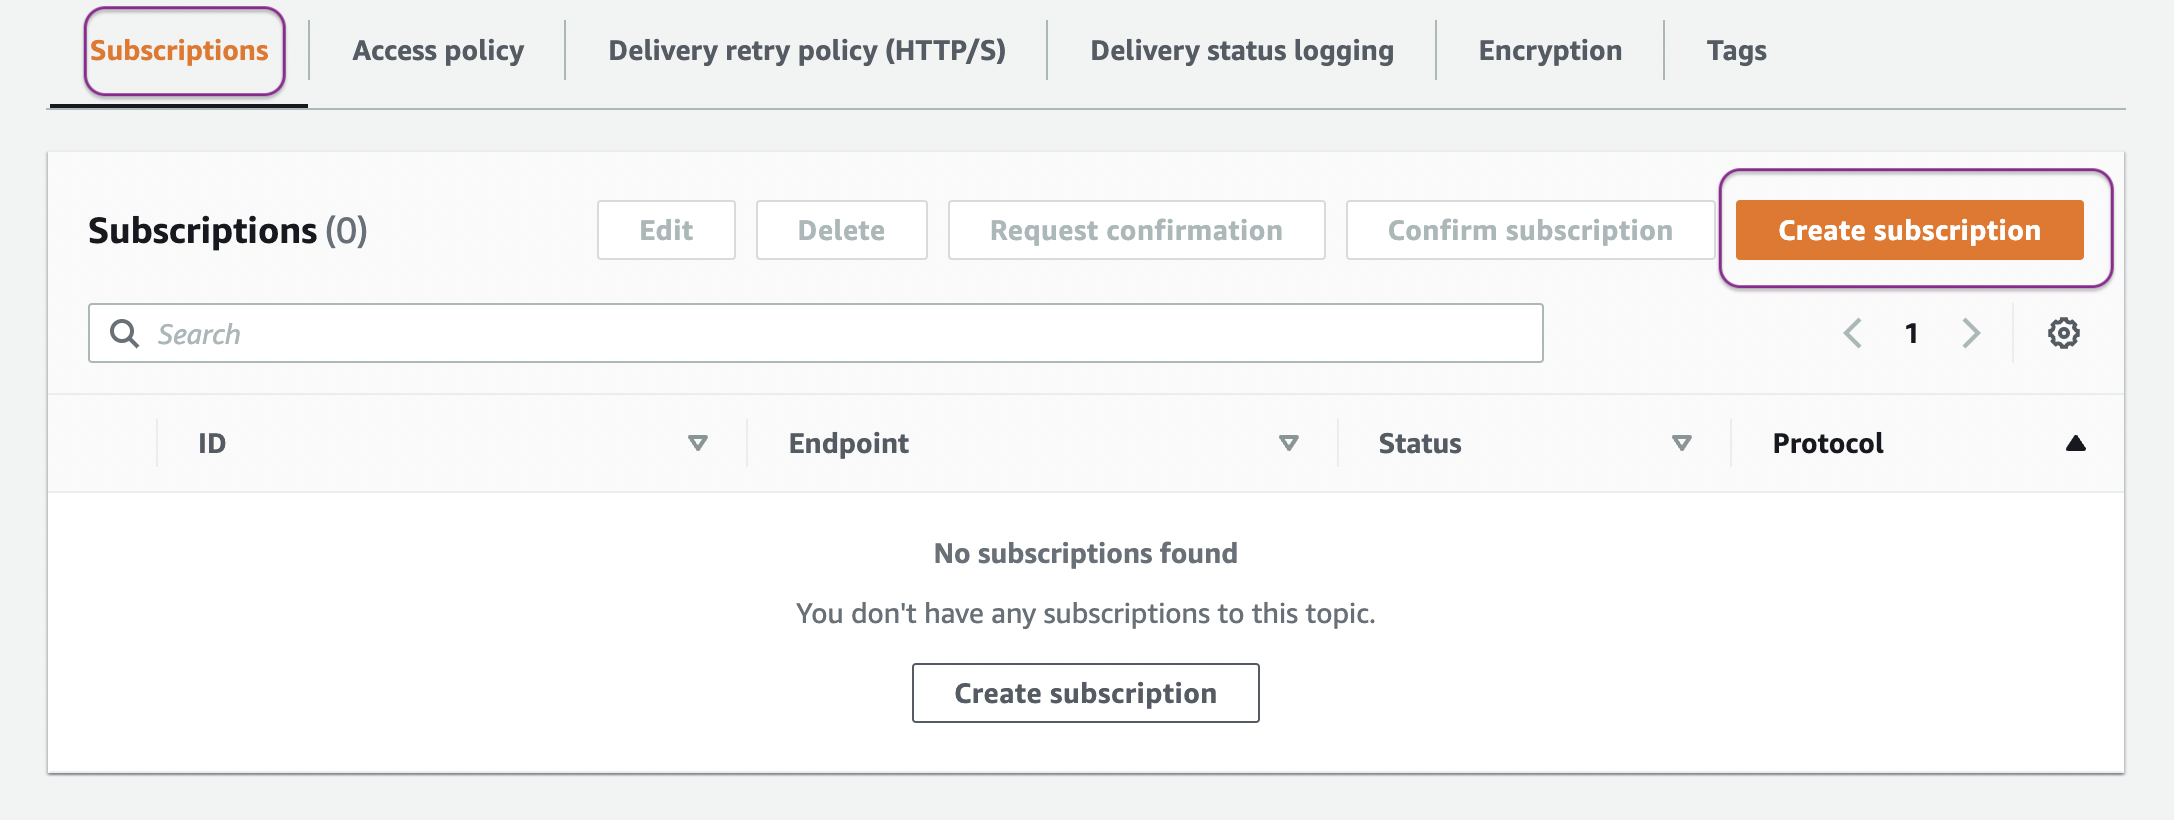 Subscriptions Access policy Delivery retry policy (HTTP/S) Delivery status logging Encryption Tags
Subscriptions (0) Edit Delete Request confirmation Confirm subscription Create subscription
Search 1
ID Endpoint Status Protocol
No subscriptions found
You don't have any subscriptions to this topic.
Create subscription